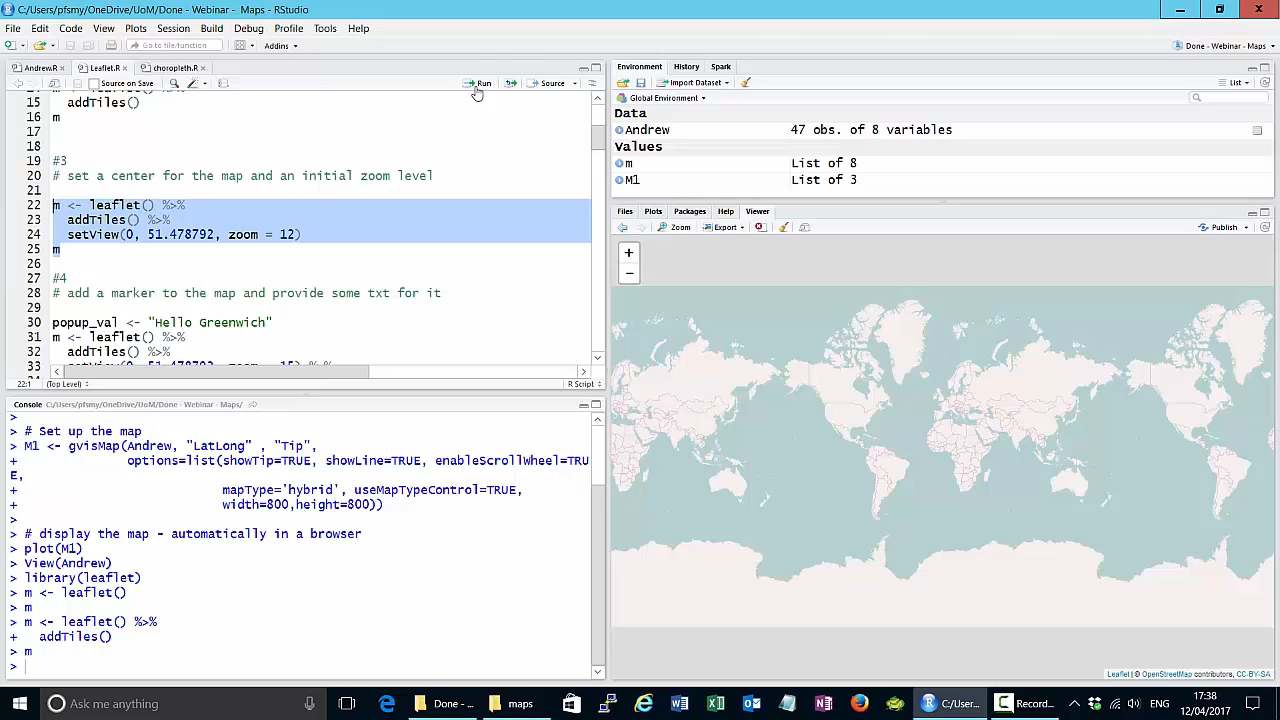 C:/Users/pfsmy/OneDrive/UoM/Done - Webinar - Maps - RStudio
File Edit Code View Plots Session Build Debug Profile Tools Help
Go to file/function Addins Done - Webinar - Maps
Andrew.R Leaflet.R choropleth.R
Source on Save Run Source
15 addTiles()
16 m
17
18
19 #3
20 # set a center for the map and an initial zoom level
21
22 m <- leaflet() %>%
23 addTiles() %>%
24 setView(0, 51.478792, zoom = 12)
25 m
26
27 #4
28 # add a marker to the map and provide some txt for it
29
30 popup_val <- "Hello Greenwich"
31 m <- leaflet() %>%
32 addTiles() %>%
33 setView(0, 51.478792, zoom = 15) %>%
22:1 (Top Level) R Script
Console C:/Users/pfsmy/OneDrive/UoM/Done - Webinar - Maps/
>
> # Set up the map
> M1 <- gvisMap(Andrew, "LatLong" , "Tip",
+ options=list(showTip=TRUE, showLine=TRUE, enableScrollWheel=TRU
E,
+ mapType='hybrid', useMapTypeControl=TRUE,
+ width=800,height=800))
>
> # display the map - automatically in a browser
> plot(M1)
> View(Andrew)
> library(leaflet)
> m <- leaflet()
> m
> m <- leaflet() %>%
+ addTiles()
> m
>
Environment History Spark
Import Dataset List
Global Environment
Data
Andrew 47 obs. of 8 variables
Values
m List of 8
M1 List of 3
Files Plots Packages Help Viewer
Zoom Export Publish
+
−
Leaflet | © OpenStreetMap contributors, CC-BY-SA
Ask me anything
Done - ...
maps
C:/User...
Record...
ENG
17:38
12/04/2017